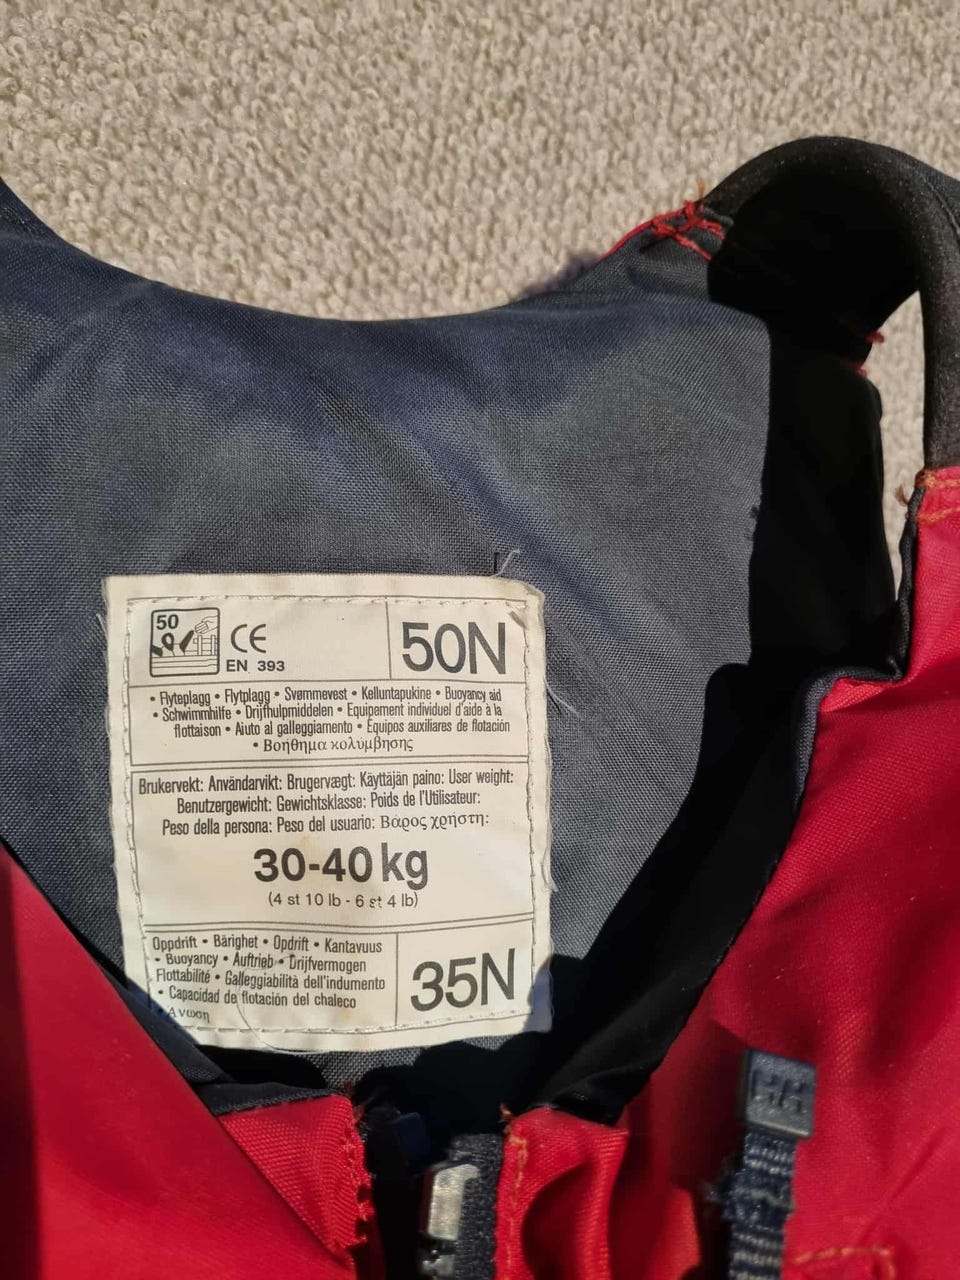 50
CE
EN 393
50N
• Flyteplagg • Flytplagg • Svømmevest • Kelluntapukine • Buoyancy aid
• Schwimmhilfe • Drijfhulpmiddelen • Equipement individuel d'aide à la
flottaison • Aiuto al galleggiamento • Équipos auxiliares de flotación
• Βοήθημα κολύμβησης
Brukervekt: Användarvikt: Brugervægt: Käyttäjän paino: User weight:
Benutzergewicht: Gewichtsklasse: Poids de l'Utilisateur:
Peso della persona: Peso del usuario: Βάρος χρήστη:
30-40 kg
(4 st 10 lb - 6 st 4 lb)
Oppdrift • Bärighet • Opdrift • Kantavuus
• Buoyancy • Auftrieb • Drijfvermogen
Flottabilité • Galleggiabilità dell'indumento
• Capacidad de flotación del chaleco
• Ανωση
35N
HH